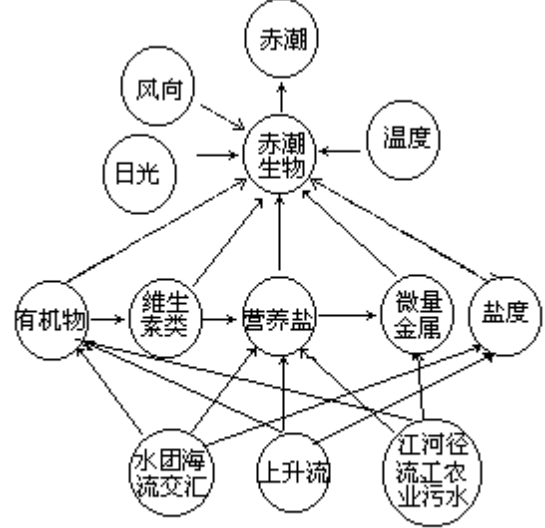 赤潮
风向
赤潮
生物
温度
日光
有机物
维生
素类
营养盐
微量
金属
盐度
水团海
流交汇
上升流
江河径
流工农
业污水